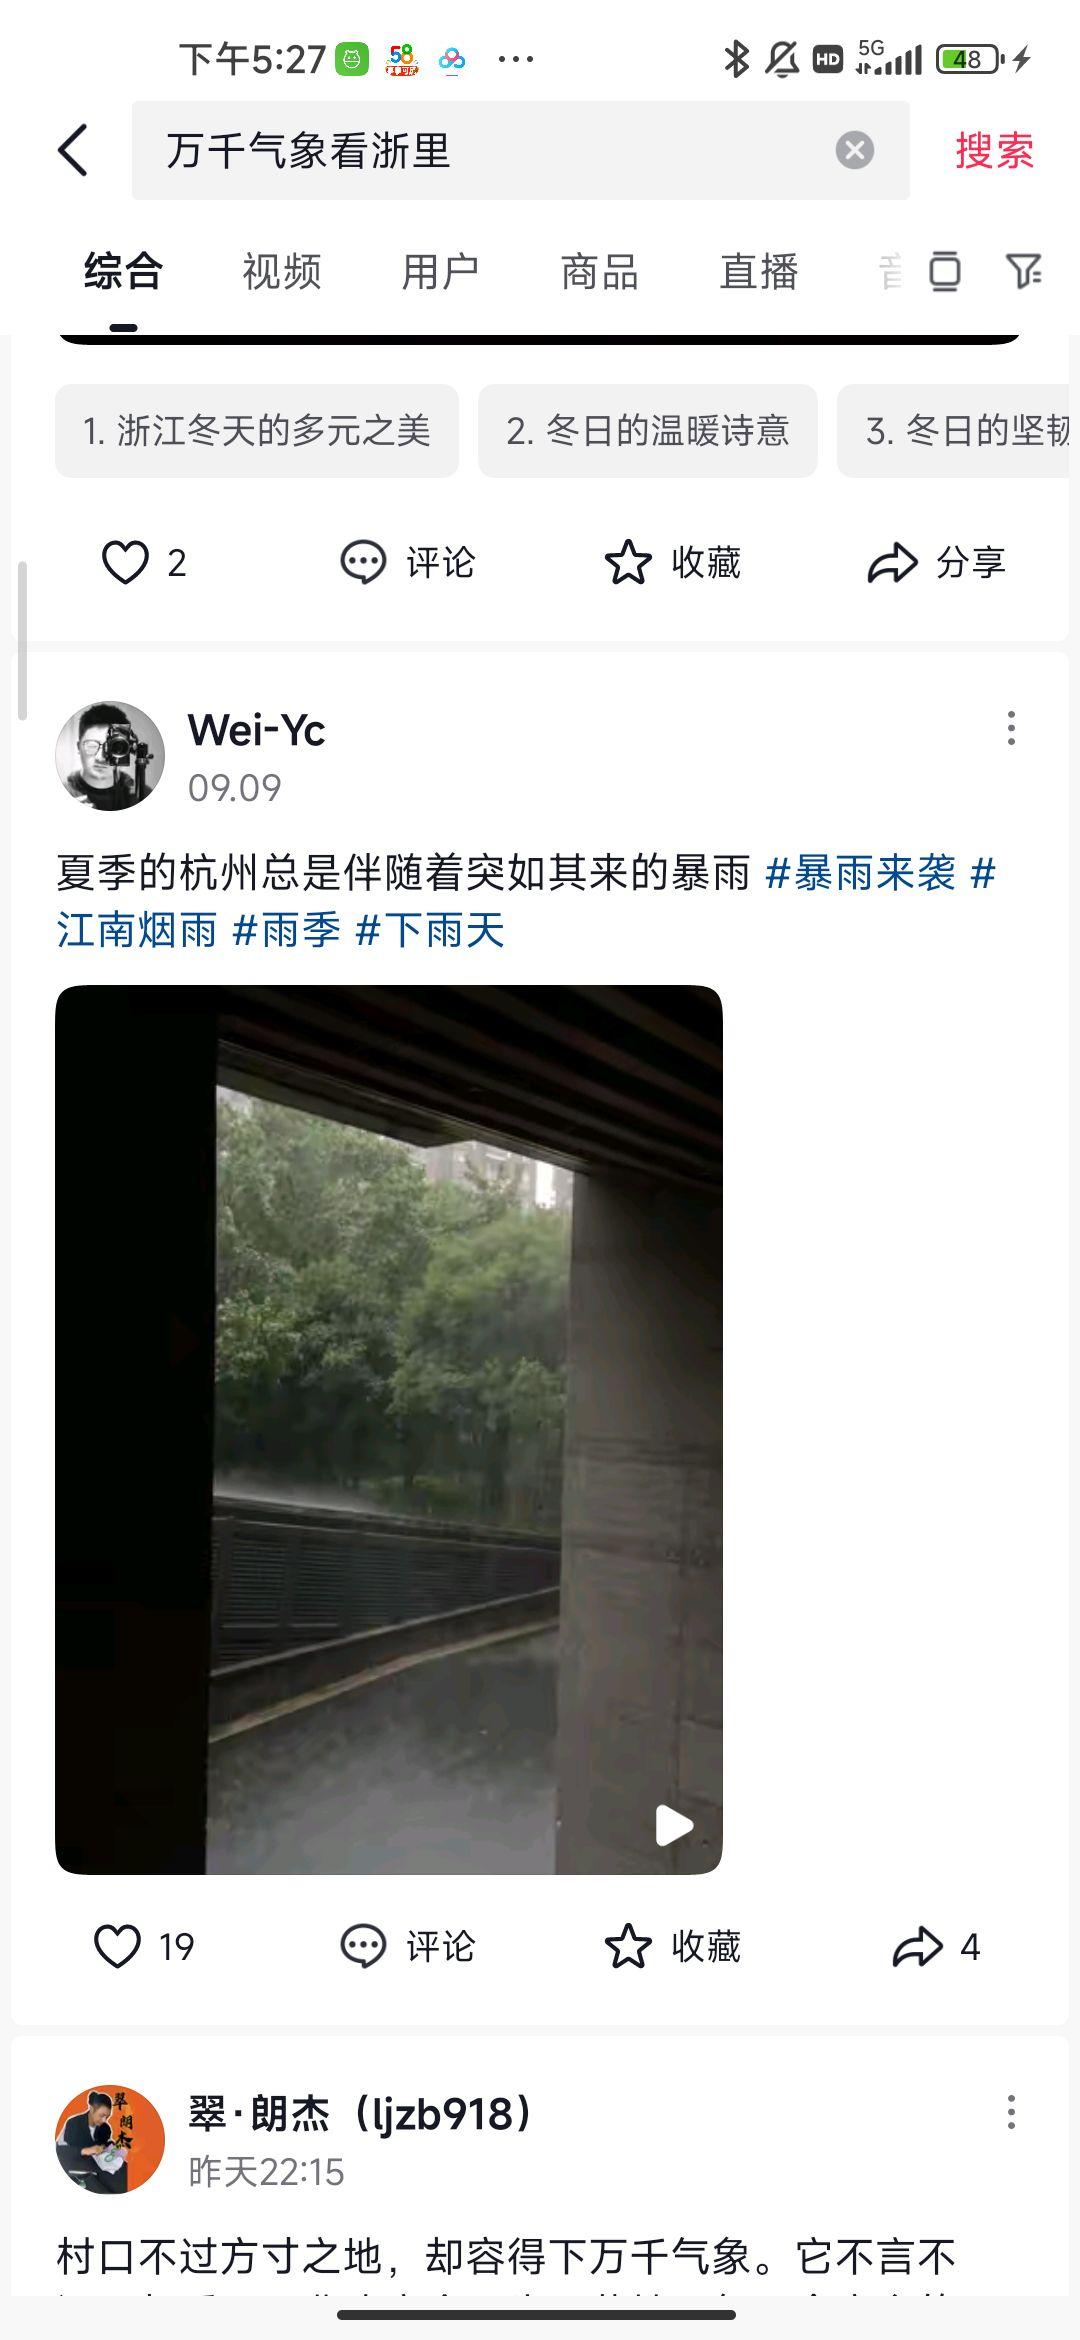 下午5:27
HD 5G 48
万千气象看浙里
搜索
综合 视频 用户 商品 直播
1. 浙江冬天的多元之美 2. 冬日的温暖诗意 3. 冬日的坚韧
2 评论 收藏 分享
Wei-Yc
09.09
夏季的杭州总是伴随着突如其来的暴雨 #暴雨来袭 #
江南烟雨 #雨季 #下雨天
19 评论 收藏 4
翠·朗杰（ljzb918）
昨天22:15
村口不过方寸之地，却容得下万千气象。它不言不